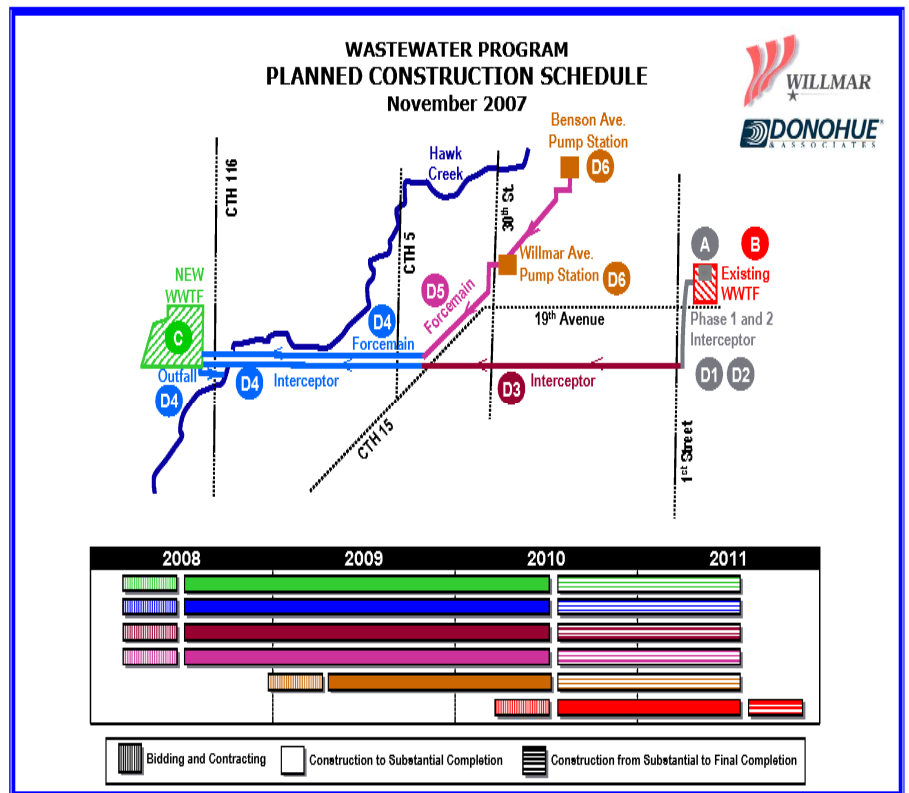 WASTEWATER PROGRAM
PLANNED CONSTRUCTION SCHEDULE
November 2007
WILLMAR
DONOHUE
& ASSOCIATES
Benson Ave.
Pump Station
D6
Hawk
Creek
CTH 116
CTH 5
30th St.
Willmar Ave.
Pump Station
D6
A
B
Existing
WWTF
NEW
WWTF
C
D5
Forcemain
D4
Forcemain
19th Avenue
Phase 1 and 2
Interceptor
D1 D2
Outfall
D4
D4
Interceptor
D3
Interceptor
CTH 15
1st Street
2008 2009 2010 2011
Bidding and Contracting
Construction to Substantial Completion
Construction from Substantial to Final Completion